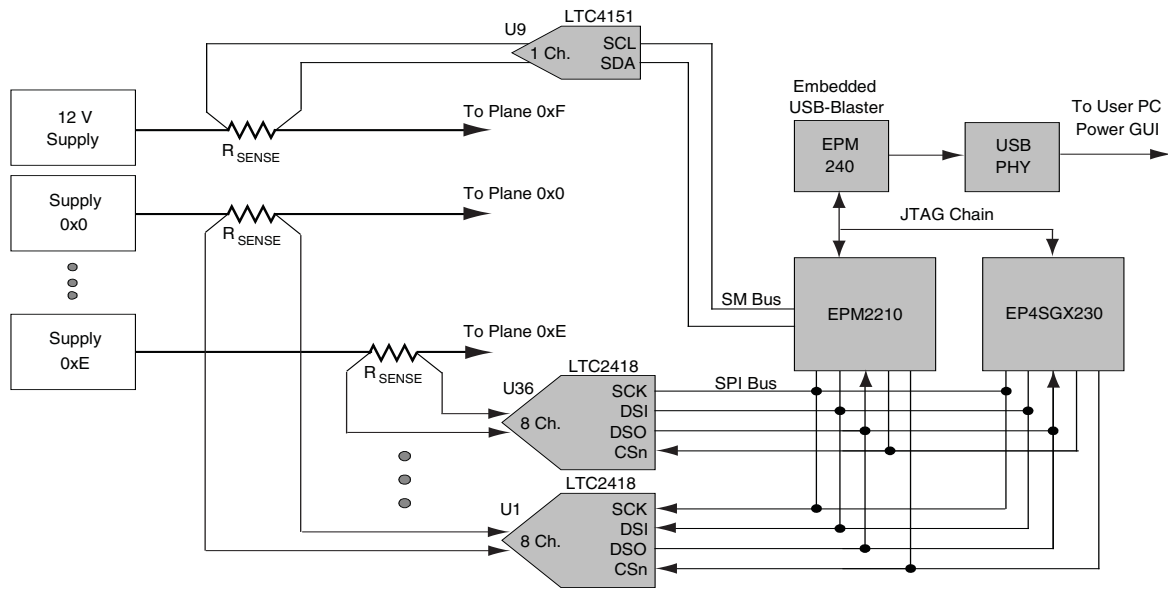 LTC4151
U9
1 Ch.
SCL
SDA
12 V
Supply
R SENSE
To Plane 0xF
Supply
0x0
R SENSE
To Plane 0x0
Supply
0xE
R SENSE
To Plane 0xE
Embedded
USB-Blaster
EPM
240
USB
PHY
To User PC
Power GUI
JTAG Chain
SM Bus
EPM2210
EP4SGX230
LTC2418
U36
8 Ch.
SCK
DSI
DSO
CSn
SPI Bus
LTC2418
U1
8 Ch.
SCK
DSI
DSO
CSn